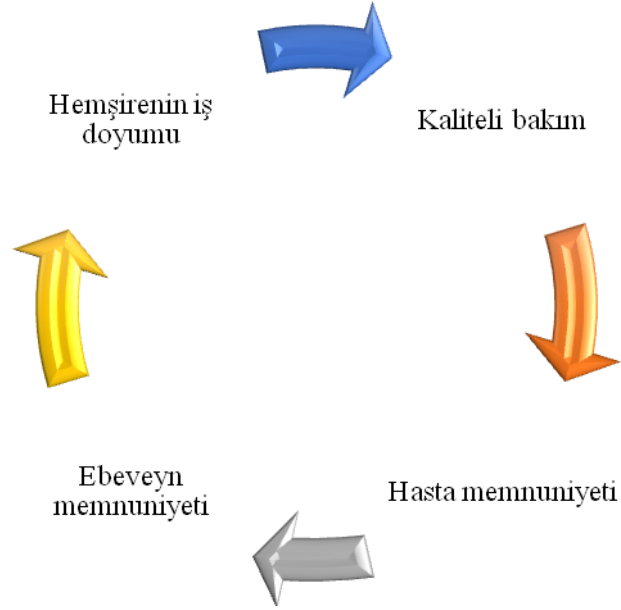 Hemşirenin iş
doyumu
Kaliteli bakım
Ebeveyn
memnuniyeti
Hasta memnuniyeti